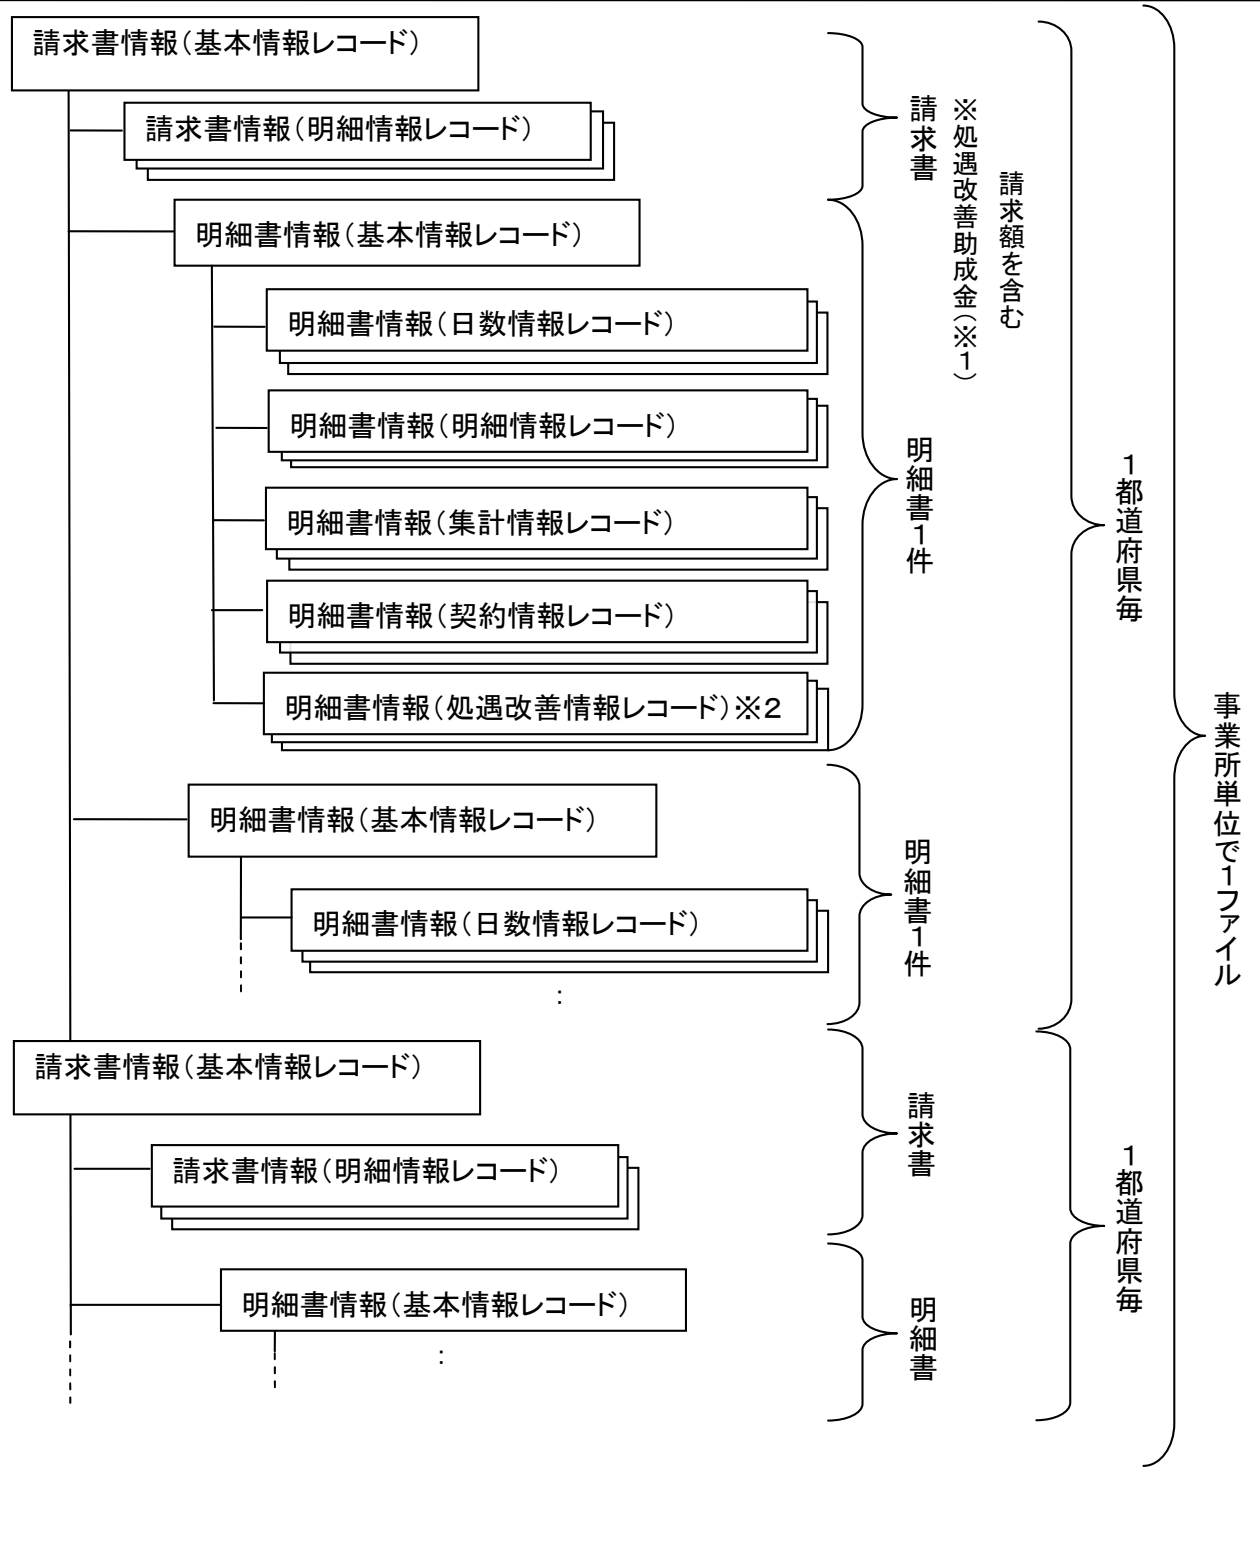 請求書情報（基本情報レコード）
請求書情報（明細情報レコード）
請求書
※処遇改善助成金（※１）
請求額を含む
明細書情報（基本情報レコード）
明細書情報（日数情報レコード）
明細書情報（明細情報レコード）
明細書情報（集計情報レコード）
明細書情報（契約情報レコード）
明細書情報（処遇改善情報レコード）※２
明細書１件
明細書情報（基本情報レコード）
明細書情報（日数情報レコード）
：
明細書１件
１都道府県毎
請求書情報（基本情報レコード）
請求書情報（明細情報レコード）
請求書
明細書情報（基本情報レコード）
：
明細書
１都道府県毎
事業所単位で１ファイル